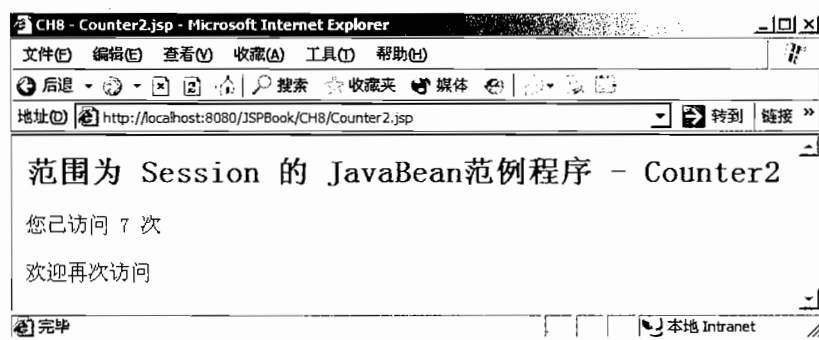 CH8 - Counter2.jsp - Microsoft Internet Explorer
文件(F) 编辑(E) 查看(V) 收藏(A) 工具(T) 帮助(H)
后退 搜索 收藏夹 媒体
地址(D) http://localhost:8080/JSPBook/CH8/Counter2.jsp 转到 链接 »
范围为 Session 的 JavaBean范例程序 - Counter2
您已访问 7 次
欢迎再次访问
完毕 本地 Intranet